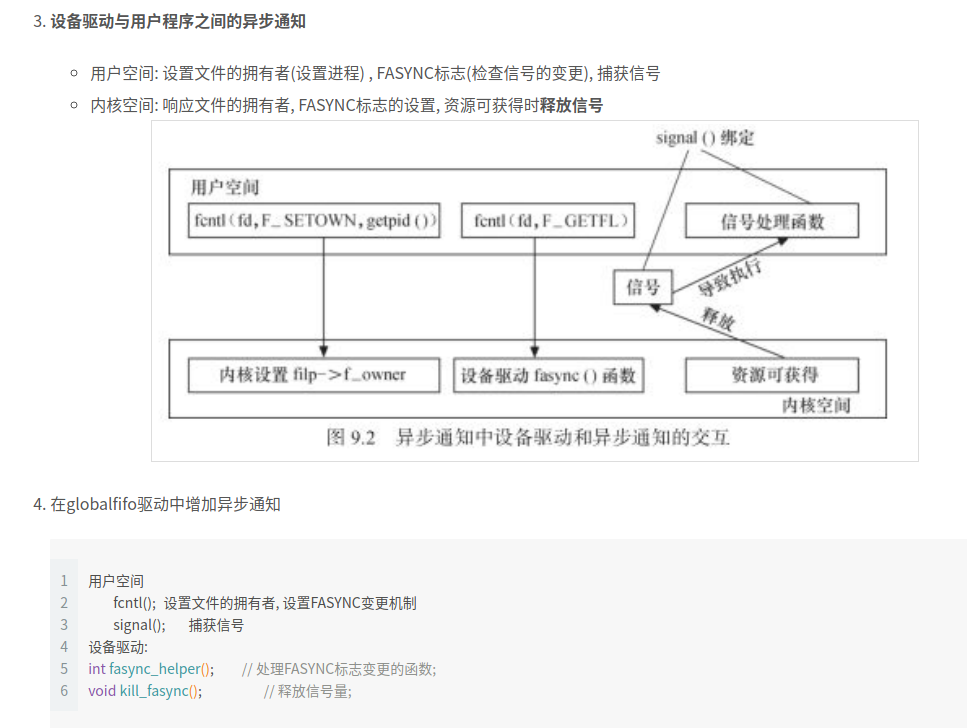 3. 设备驱动与用户程序之间的异步通知
用户空间: 设置文件的拥有者(设置进程) , FASYNC标志(检查信号的变更), 捕获信号
内核空间: 响应文件的拥有者, FASYNC标志的设置, 资源可获得时释放信号
signal () 绑定
用户空间
fcntl (fd, F_SETOWN, getpid ())
fcntl (fd, F_GETFL)
信号处理函数
信号
导致执行
释放
内核设置 filp->f_owner
设备驱动 fasync () 函数
资源可获得
内核空间
图 9.2 异步通知中设备驱动和异步通知的交互
4. 在globalfifo驱动中增加异步通知
1 用户空间
2 fcntl(); 设置文件的拥有者, 设置FASYNC变更机制
3 signal(); 捕获信号
4 设备驱动:
5 int fasync_helper(); // 处理FASYNC标志变更的函数;
6 void kill_fasync(); // 释放信号量;